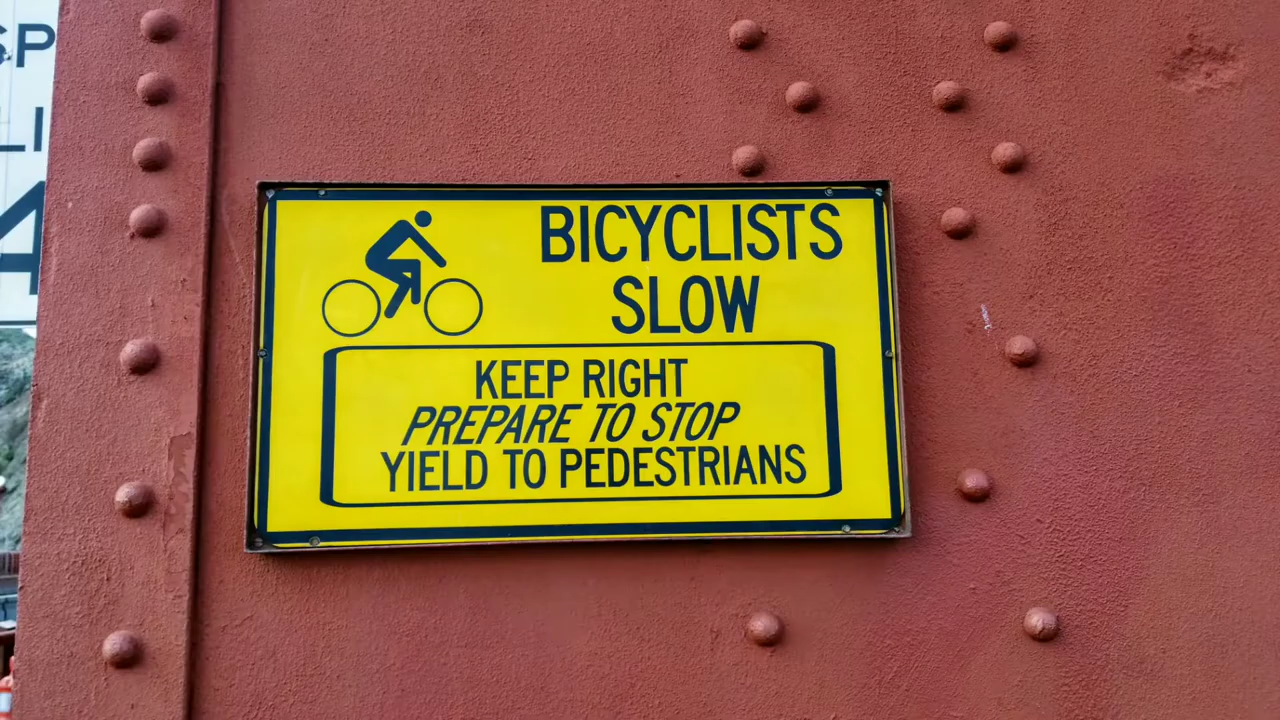 BICYCLISTS
SLOW
KEEP RIGHT
PREPARE TO STOP
YIELD TO PEDESTRIANS